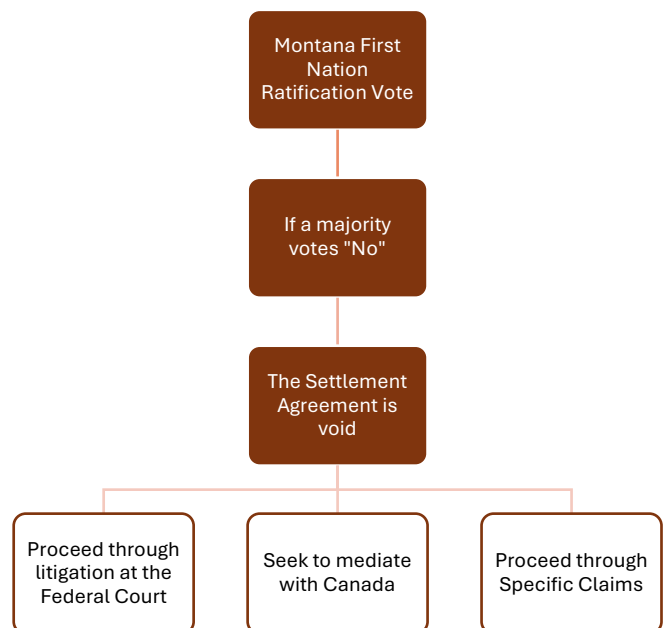 Montana First
Nation
Ratification Vote
If a majority
votes "No"
The Settlement
Agreement is
void
Proceed through
litigation at the
Federal Court
Seek to mediate
with Canada
Proceed through
Specific Claims